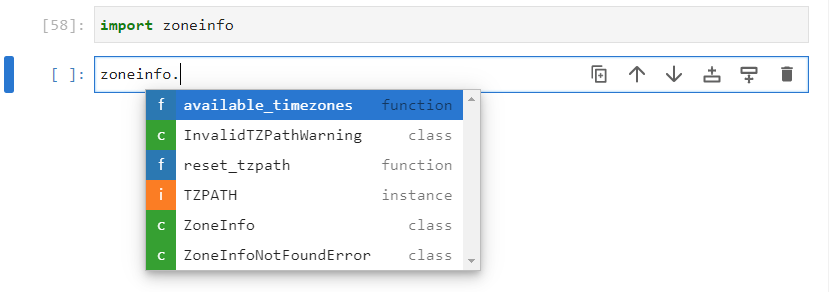 [58]: import zoneinfo
[ ]: zoneinfo.
f available_timezones function
c InvalidTZPathWarning class
f reset_tzpath function
i TZPATH instance
c ZoneInfo class
c ZoneInfoNotFoundError class